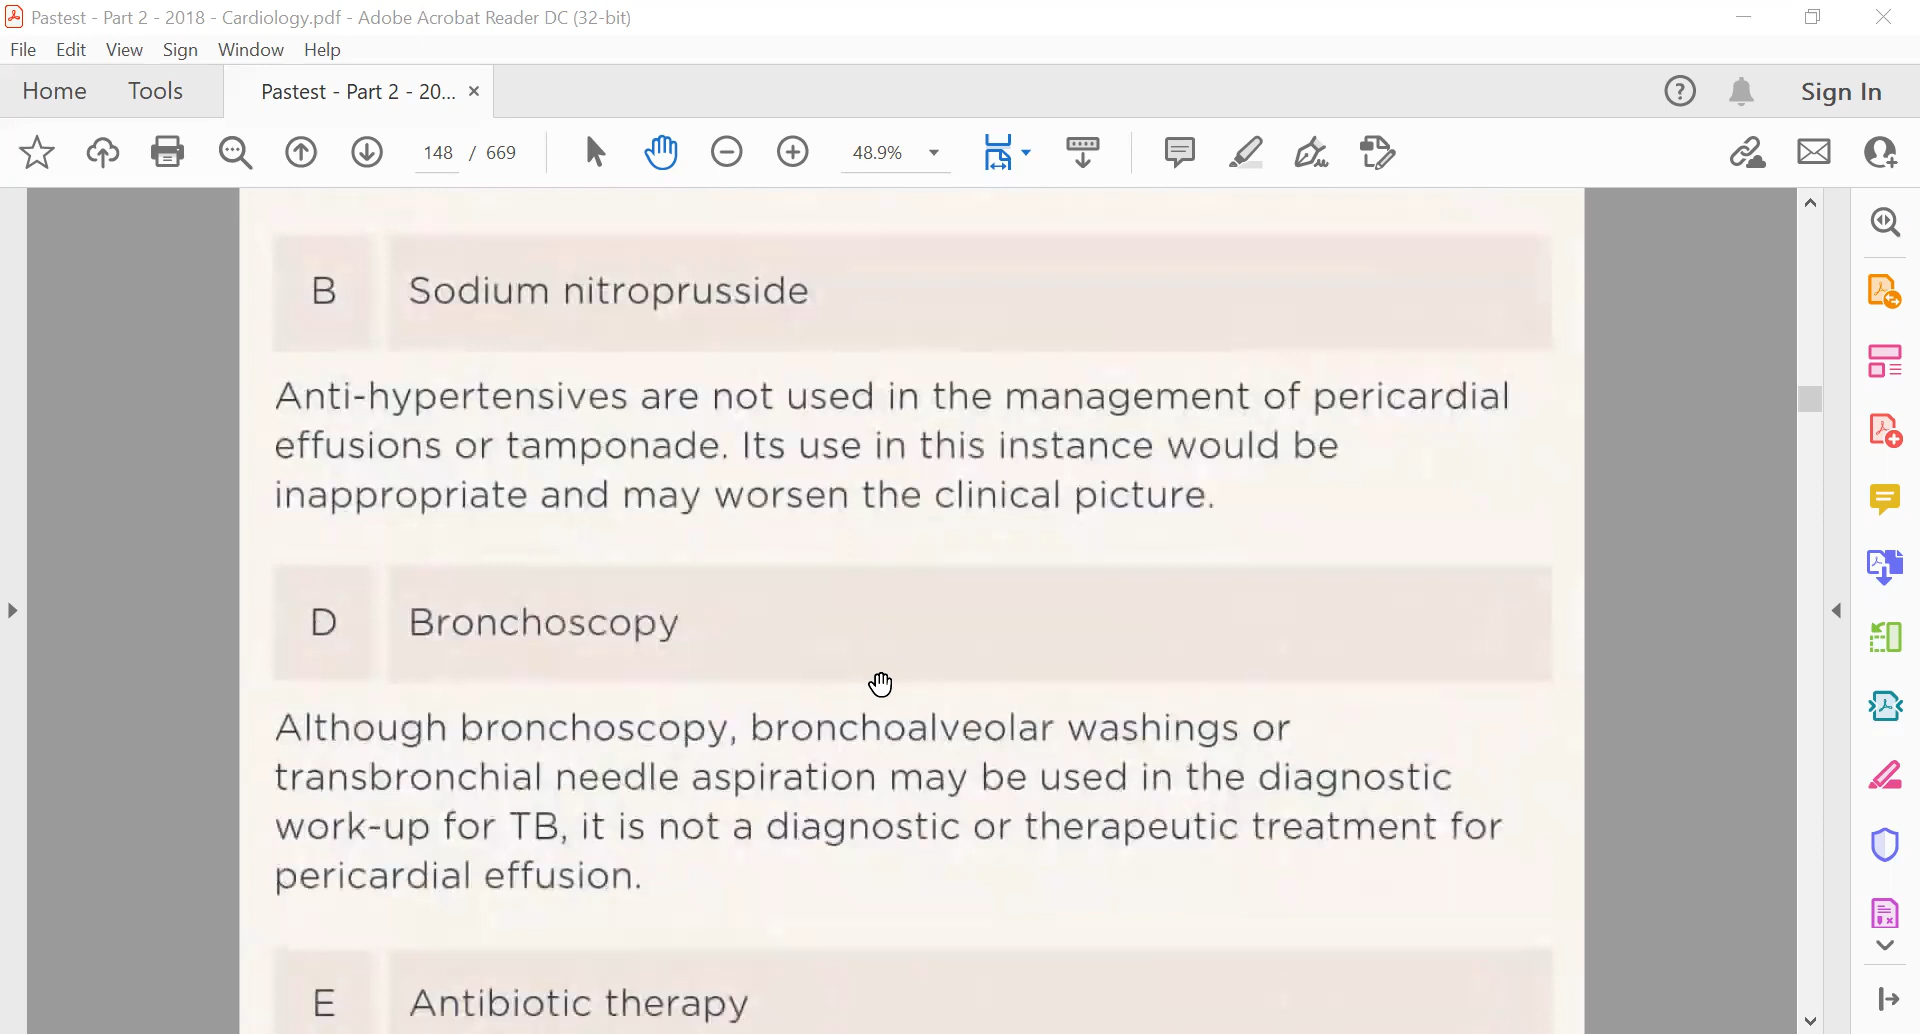 Pastest - Part 2 - 2018 - Cardiology.pdf - Adobe Acrobat Reader DC (32-bit)
File Edit View Sign Window Help
Home Tools Pastest - Part 2 - 20... × Sign In
148 / 669 48.9%
B Sodium nitroprusside
Anti-hypertensives are not used in the management of pericardial
effusions or tamponade. Its use in this instance would be
inappropriate and may worsen the clinical picture.
D Bronchoscopy
Although bronchoscopy, bronchoalveolar washings or
transbronchial needle aspiration may be used in the diagnostic
work-up for TB, it is not a diagnostic or therapeutic treatment for
pericardial effusion.
E Antibiotic therapy